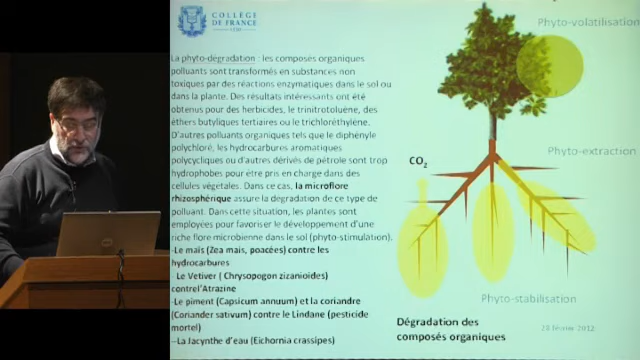 COLLÈGE
DE FRANCE
1530
La phyto-dégradation : les composés organiques
polluants sont transformés en substances non
toxiques par des réactions enzymatiques dans le sol ou
dans la plante. Des résultats intéressants ont été
obtenus pour des herbicides, le trinitrotoluène, des
éthers butyliques tertiaires ou le trichloréthylène.
D'autres polluants organiques tels que le diphényle
polychloré, les hydrocarbures aromatiques
polycycliques ou d'autres dérivés de pétrole sont trop
hydrophobes pour être pris en charge dans des
cellules végétales. Dans ce cas, la microflore
rhizosphérique assure la dégradation de ce type de
polluant. Dans cette situation, les plantes sont
employées pour favoriser le développement d'une
riche flore microbienne dans le sol (phyto-stimulation).
-Le maïs (Zea mais, poacées) contre les
hydrocarbures
- Le Vetiver ( Chrysopogon zizanioides)
contrel'Atrazine
-Le piment (Capsicum annuum) et la coriandre
(Coriander sativum) contre le Lindane (pesticide
mortel)
-La Jacynthe d'eau (Eichornia crassipes)
Phyto-volatilisation
Phyto-extraction
CO2
Phyto-stabilisation
Dégradation des
composés organiques
23 février 2012